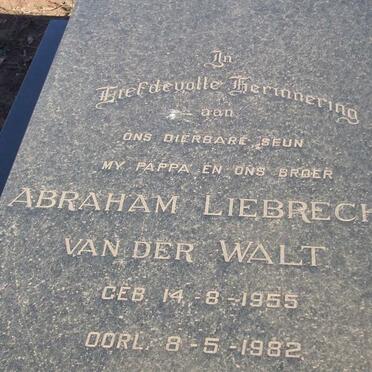 In
Liefdevolle Herinnering
aan
ONS DIERBARE SEUN
MY PAPPA EN ONS BROER
ABRAHAM LIEBRECH
VAN DER WALT
GEB. 14-8-1955
OORL. 8-5-1982